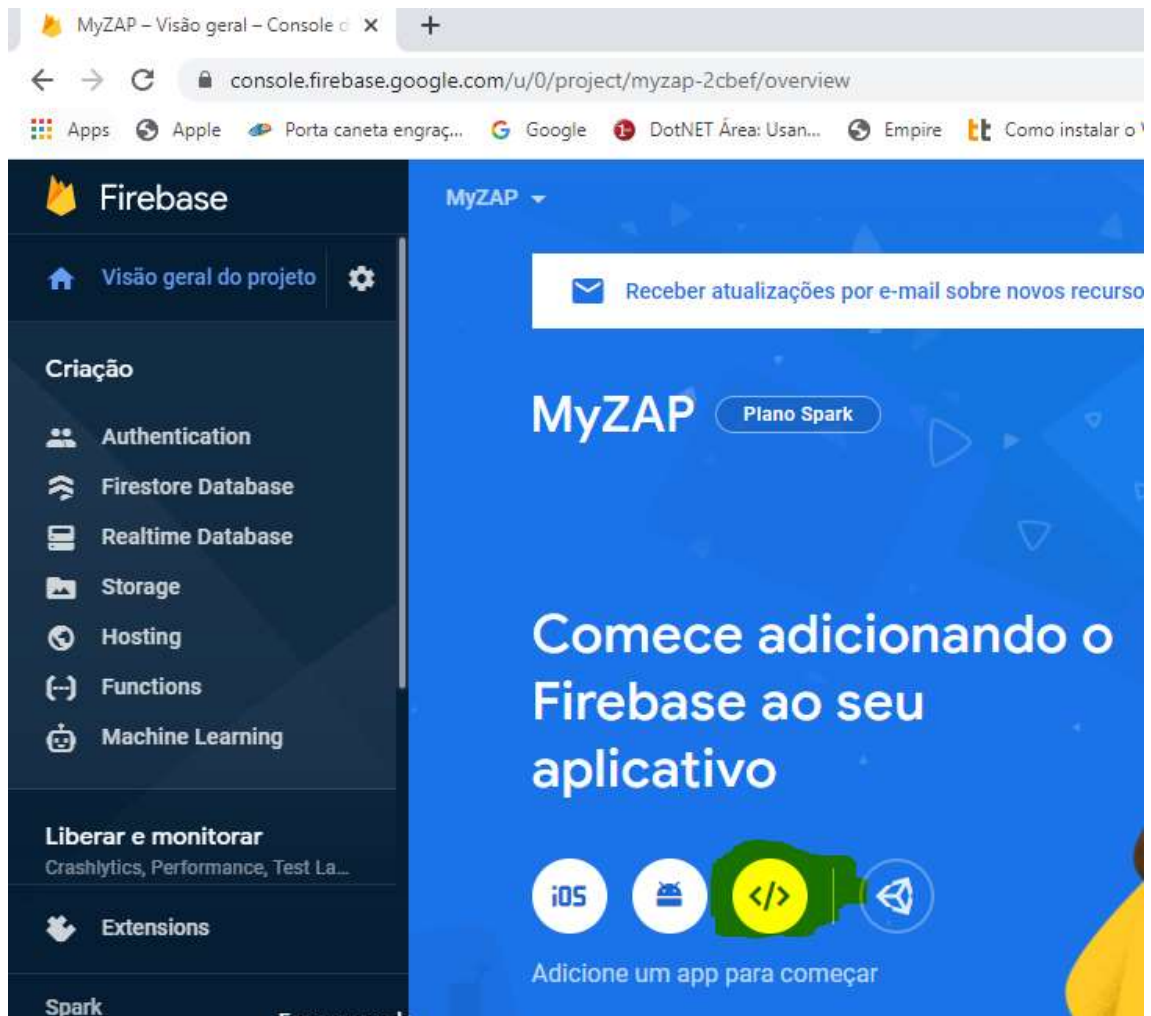 MyZAP – Visão geral – Console d
console.firebase.google.com/u/0/project/myzap-2cbef/overview
Apps Apple Porta caneta engraç... Google DotNET Área: Usan... Empire Como instalar o
Firebase
MyZAP
Visão geral do projeto
Receber atualizações por e-mail sobre novos recurso
Criação
MyZAP Plano Spark
Authentication
Firestore Database
Realtime Database
Storage
Hosting
Functions
Machine Learning
Comece adicionando o
Firebase ao seu
aplicativo
Liberar e monitorar
Crashlytics, Performance, Test La...
iOS </>
Extensions
Adicione um app para começar
Spark